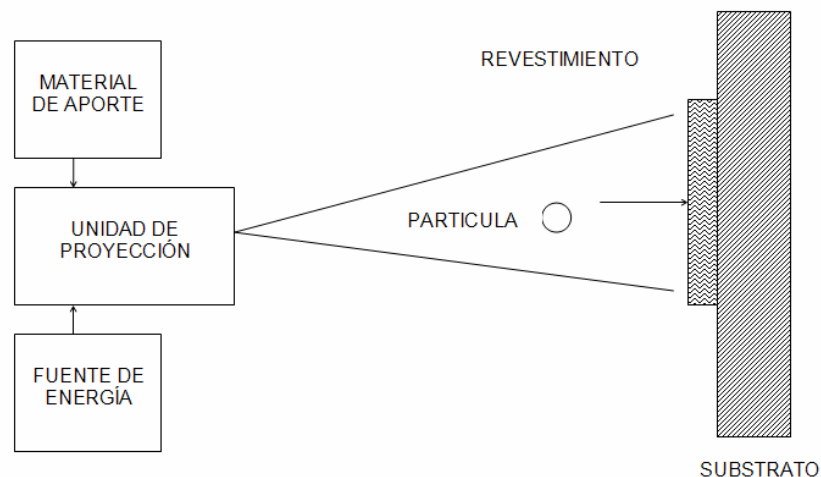 MATERIAL
DE APORTE
REVESTIMIENTO
UNIDAD DE
PROYECCIÓN
PARTICULA
FUENTE DE
ENERGÍA
SUBSTRATO